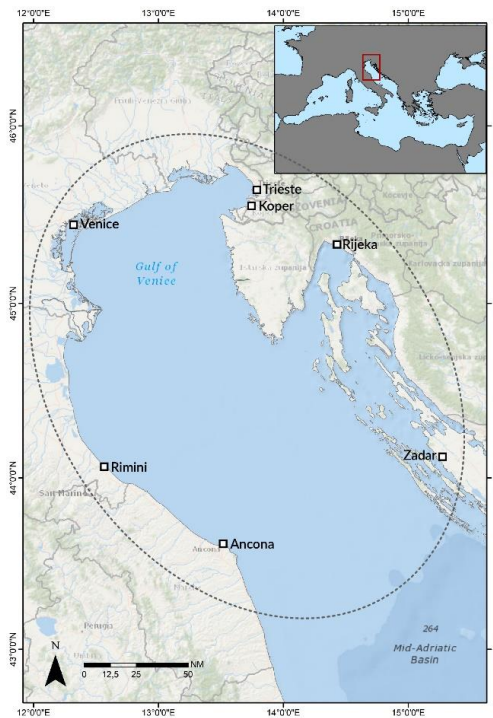 12°0'0"E 13°0'0"E 14°0'0"E 15°0'0"E
46°0'0"N
Trieste
Koper
SLOVENIA
CROATIA
Venice
Rijeka
Gulf of
Venice
45°0'0"N
Zadar
Rimini
44°0'0"N
San Marino
Ancona
Ancona
264
Mid-Adriatic
Basin
Perugia
43°0'0"N
N
0 12,5 25 50 NM
12°0'0"E 13°0'0"E 14°0'0"E 15°0'0"E